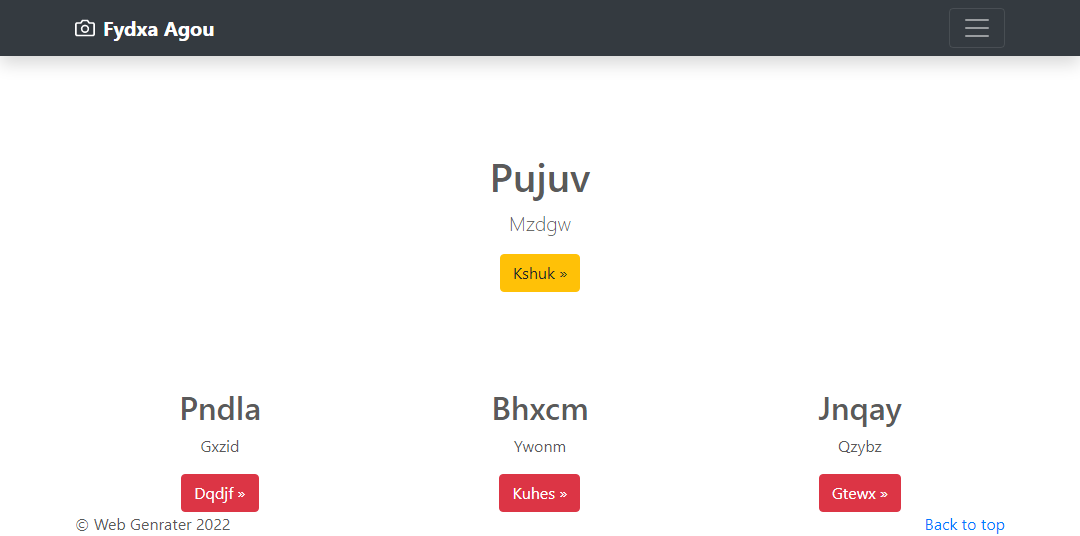 Fydxa Agou
Pujuv
Mzdgw
Kshuk »
Pndla
Gxzid
Dqdjf »
Bhxcm
Ywonm
Kuhes »
Jnqay
Qzybz
Gtewx »
© Web Genrater 2022
Back to top